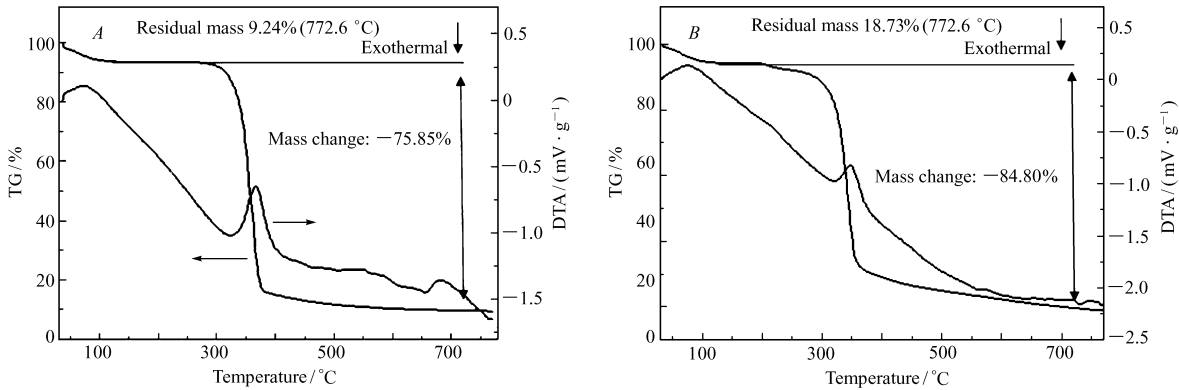 A
Residual mass 9.24% (772.6 °C)
Exothermal
Mass change: −75.85%
TG/%
100
80
60
40
20
0
0.5
0
−0.5
−1.0
−1.5
DTA/(mV·g−1)
100
300
500
700
Temperature/°C
B
Residual mass 18.73% (772.6 °C)
Exothermal
Mass change: −84.80%
TG/%
100
80
60
40
20
0
0.5
0
−0.5
−1.0
−1.5
−2.0
−2.5
DTA/(mV·g−1)
100
300
500
700
Temperature/°C